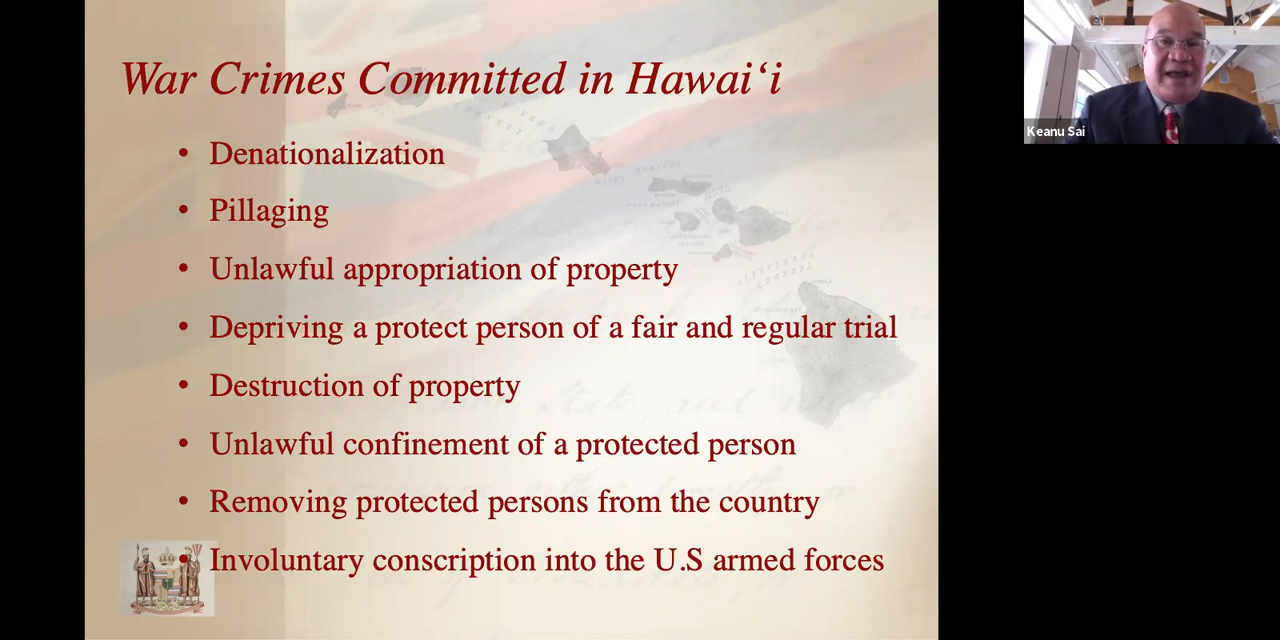 War Crimes Committed in Hawaiʻi
• Denationalization
• Pillaging
• Unlawful appropriation of property
• Depriving a protect person of a fair and regular trial
• Destruction of property
• Unlawful confinement of a protected person
• Removing protected persons from the country
• Involuntary conscription into the U.S armed forces
Keanu Sai